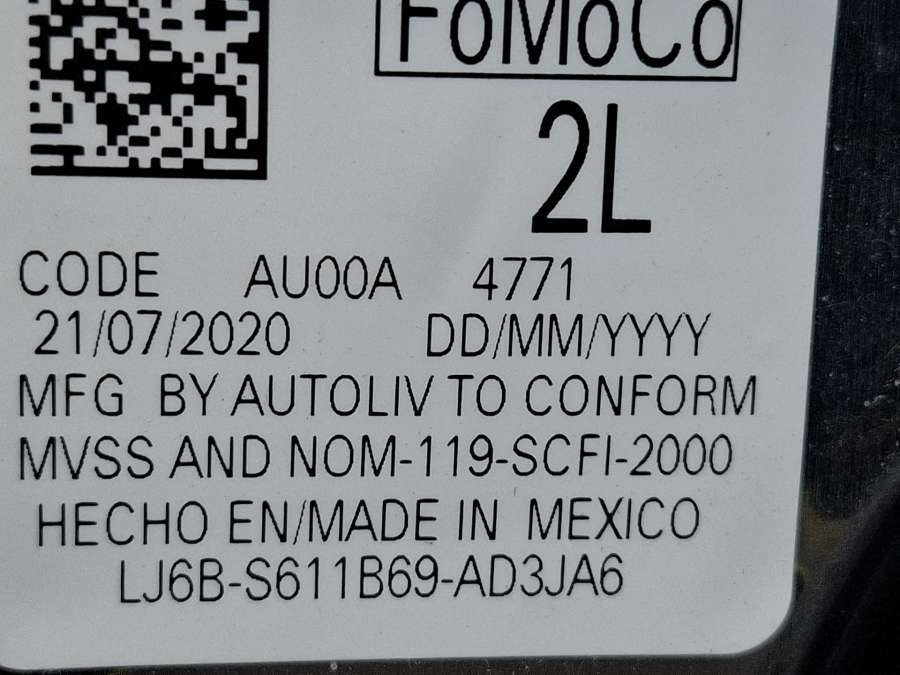 FoMoCo
2L
CODE AU00A 4771
21/07/2020 DD/MM/YYYY
MFG BY AUTOLIV TO CONFORM
MVSS AND NOM-119-SCFI-2000
HECHO EN/MADE IN MEXICO
LJ6B-S611B69-AD3JA6